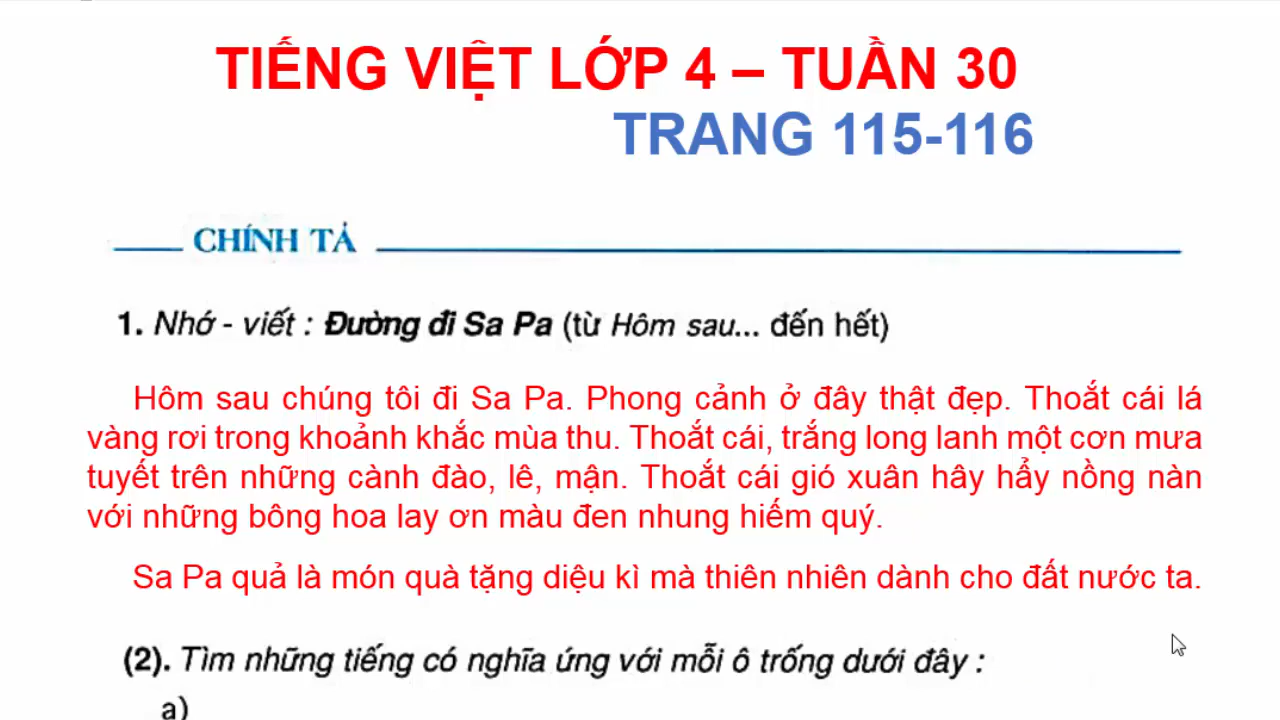 TIẾNG VIỆT LỚP 4 – TUẦN 30
TRANG 115-116
CHÍNH TẢ
1. Nhớ - viết : Đường đi Sa Pa (từ Hôm sau... đến hết)
Hôm sau chúng tôi đi Sa Pa. Phong cảnh ở đây thật đẹp. Thoắt cái lá
vàng rơi trong khoảnh khắc mùa thu. Thoắt cái, trắng long lanh một cơn mưa
tuyết trên những cành đào, lê, mận. Thoắt cái gió xuân hây hẩy nồng nàn
với những bông hoa lay ơn màu đen nhung hiếm quý.
Sa Pa quả là món quà tặng diệu kì mà thiên nhiên dành cho đất nước ta.
(2). Tìm những tiếng có nghĩa ứng với mỗi ô trống dưới đây :
a)